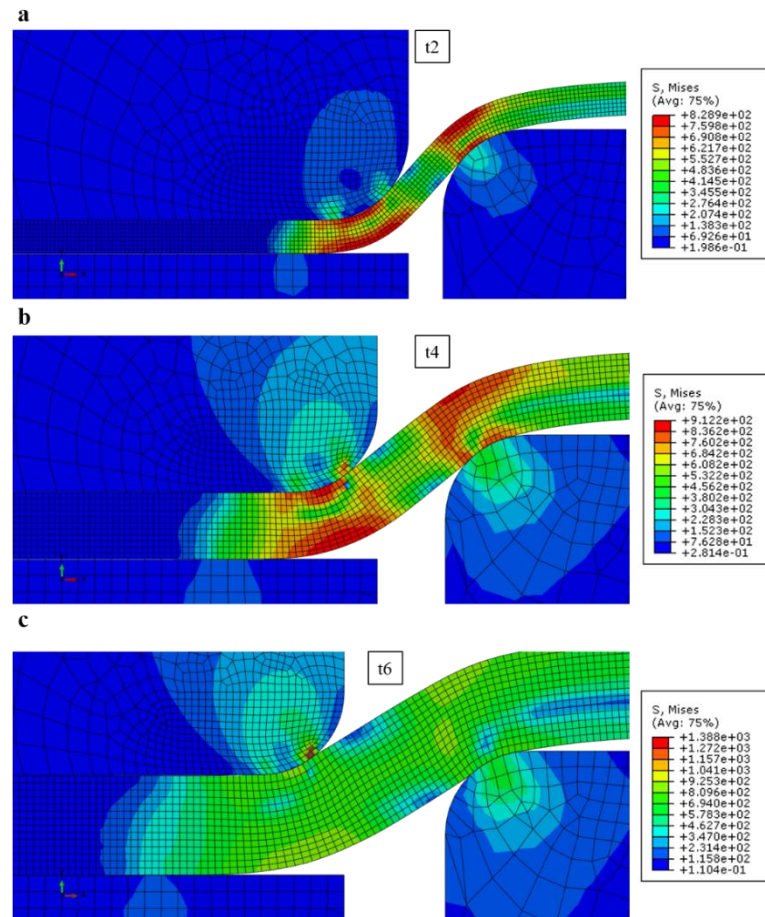 a
t2
S, Mises
(Avg: 75%)
+8.289e+02
+7.598e+02
+6.908e+02
+6.217e+02
+5.527e+02
+4.836e+02
+4.145e+02
+3.455e+02
+2.764e+02
+2.074e+02
+1.383e+02
+6.926e+01
+1.986e-01
b
t4
S, Mises
(Avg: 75%)
+9.122e+02
+8.362e+02
+7.602e+02
+6.842e+02
+6.082e+02
+5.322e+02
+4.562e+02
+3.802e+02
+3.043e+02
+2.283e+02
+1.523e+02
+7.628e+01
+2.814e-01
c
t6
S, Mises
(Avg: 75%)
+1.388e+03
+1.272e+03
+1.157e+03
+1.041e+03
+9.253e+02
+8.096e+02
+6.940e+02
+5.783e+02
+4.627e+02
+3.470e+02
+2.314e+02
+1.158e+02
+1.104e-01